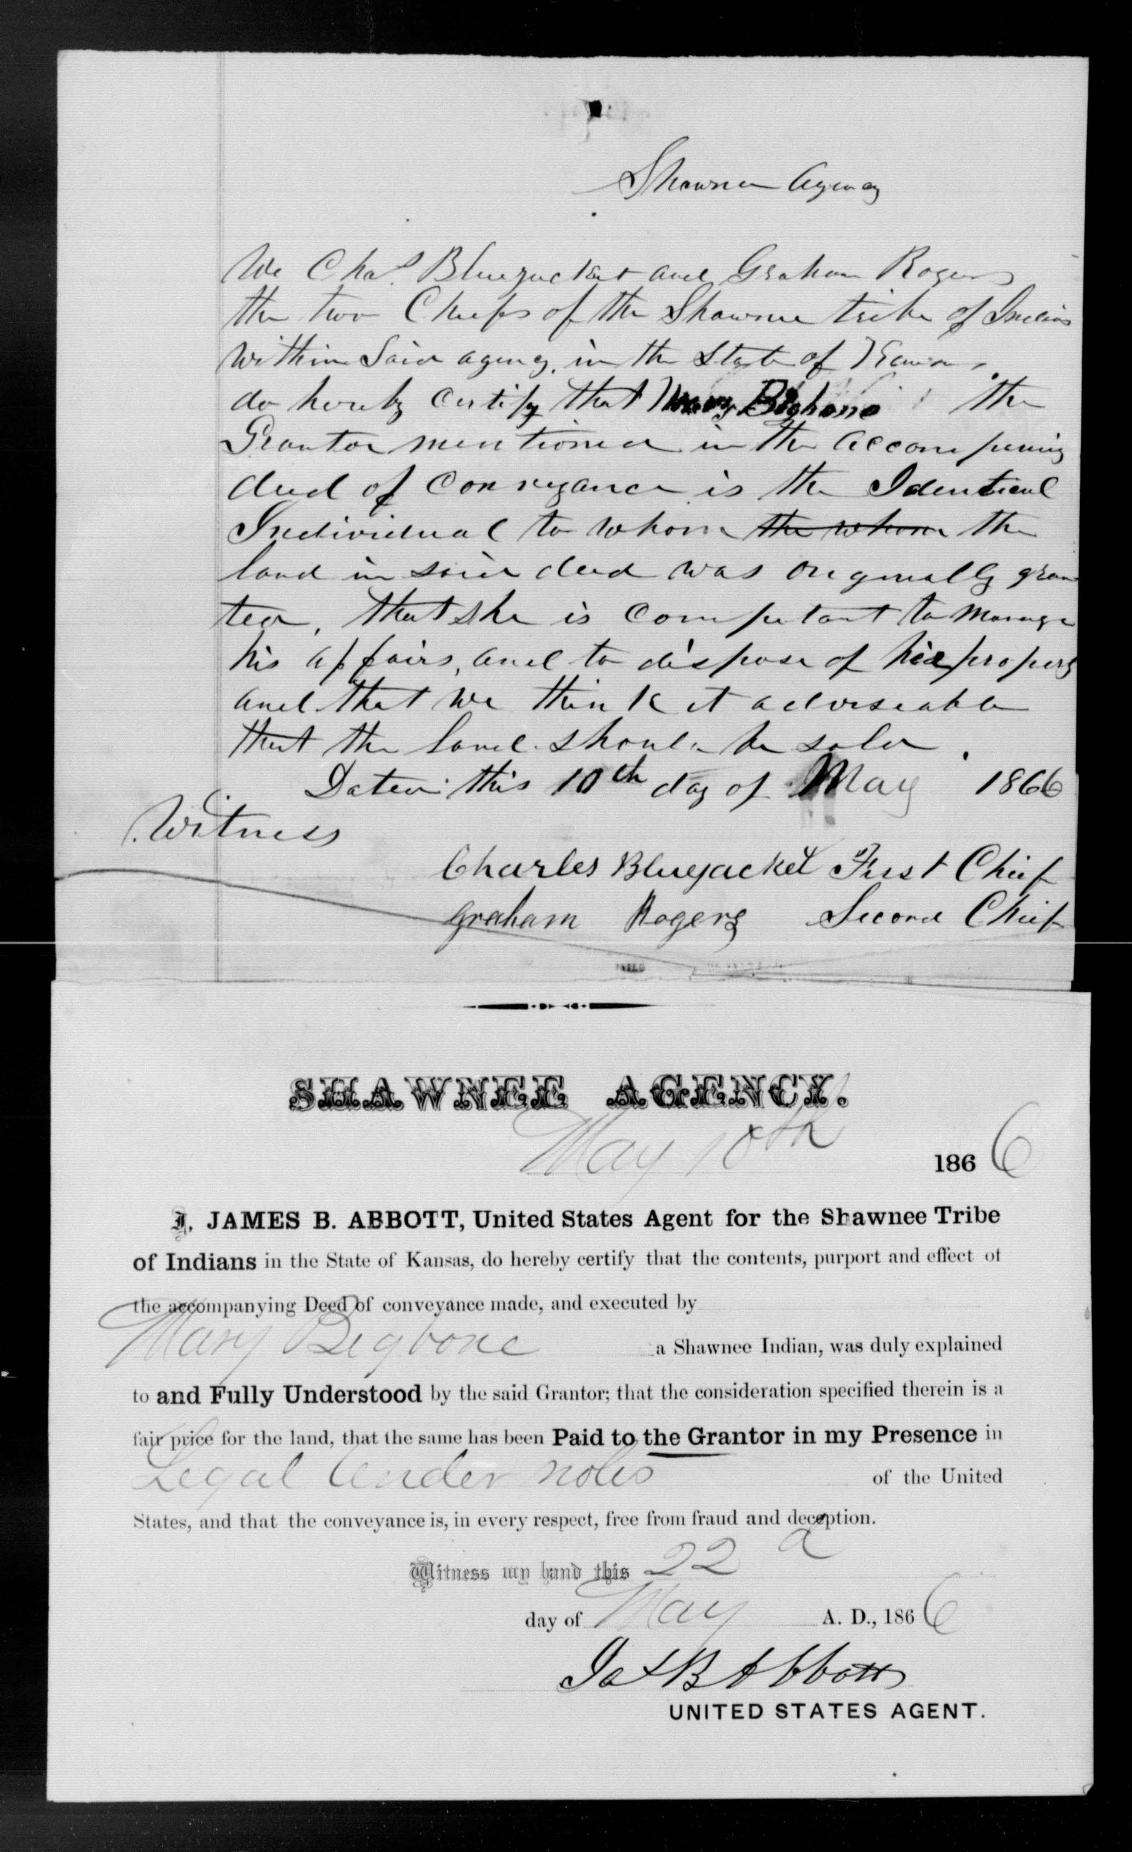 Shawnee Agency
We Chas. Bluejacket and Graham Rogers
the two Chiefs of the Shawnee tribe of Indians
within Said agency, in the State of Kansas,
do hereby Certify that Mary Bigbone the
Grantor mentioned in the accompaning
deed of Conveyance is the Identical
Individual to whom the whom the
land in said deed was originally gran
ted, that she is Competant to manage
his affairs, and to dispose of his property
and that we think it adviseable
that the land should be sold.
Dated this 10th day of May 1866
Witness
Charles Bluejacket First Chief
Graham Rogers Second Chief
SHAWNEE AGENCY.
May 10th 1866
I, JAMES B. ABBOTT, United States Agent for the Shawnee Tribe
of Indians in the State of Kansas, do hereby certify that the contents, purport and effect of
the accompanying Deed of conveyance made, and executed by
Mary Bigbone a Shawnee Indian, was duly explained
to and Fully Understood by the said Grantor; that the consideration specified therein is a
fair price for the land, that the same has been Paid to the Grantor in my Presence in
Legal tender notes of the United
States, and that the conveyance is, in every respect, free from fraud and deception.
Witness my hand this 22d
day of May A. D., 1866
Jas B Abbott
UNITED STATES AGENT.